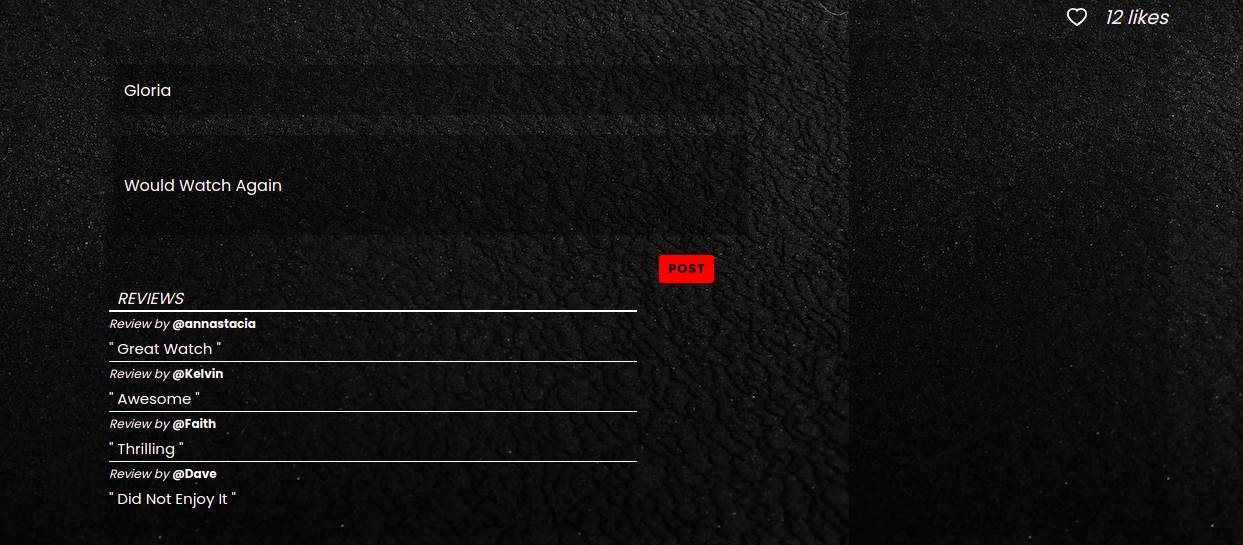 12 likes
Gloria
Would Watch Again
POST
REVIEWS
Review by @annastacia
" Great Watch "
Review by @Kelvin
" Awesome "
Review by @Faith
" Thrilling "
Review by @Dave
" Did Not Enjoy It "